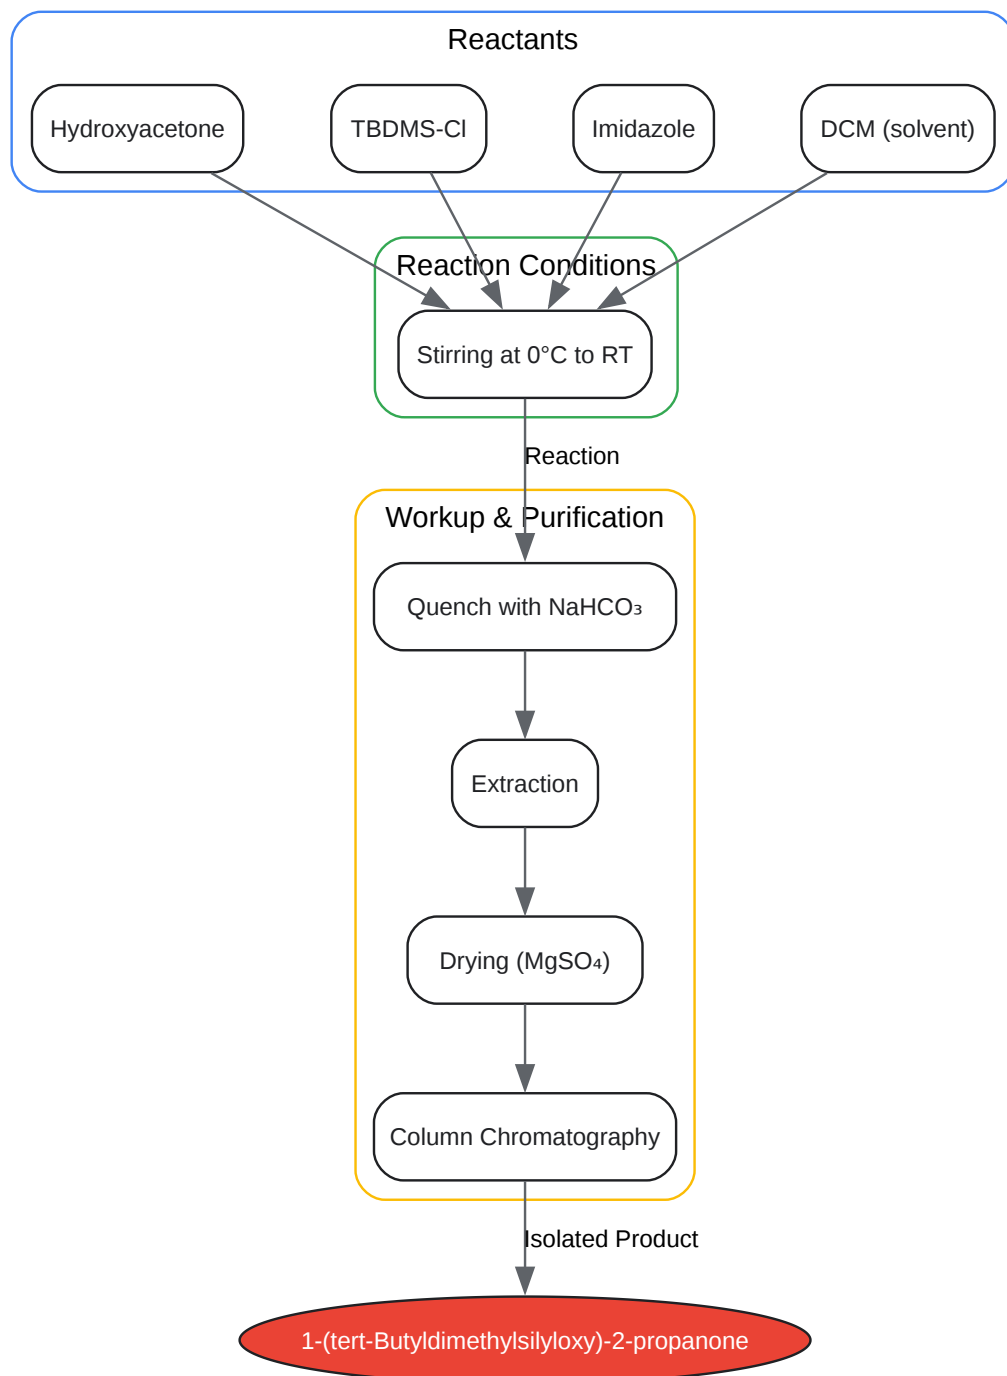 Reactants
Hydroxyacetone
TBDMS-Cl
Imidazole
DCM (solvent)
Reaction Conditions
Stirring at 0°C to RT
Reaction
Workup & Purification
Quench with NaHCO₃
Extraction
Drying (MgSO₄)
Column Chromatography
Isolated Product
1-(tert-Butyldimethylsilyloxy)-2-propanone